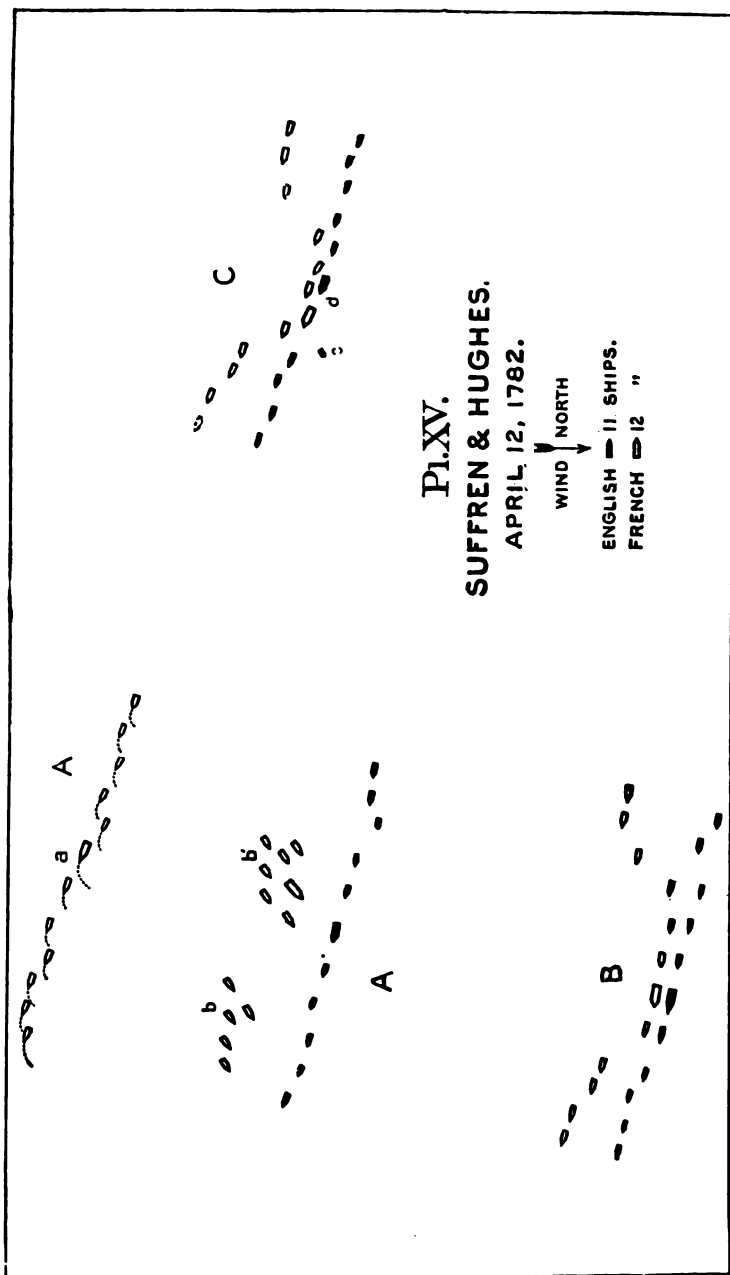 A
a
b
b'
A
B
C
d
c
Pl.XV.
SUFFREN & HUGHES.
APRIL 12, 1782.
WIND NORTH
ENGLISH 11 SHIPS.
FRENCH 12 "